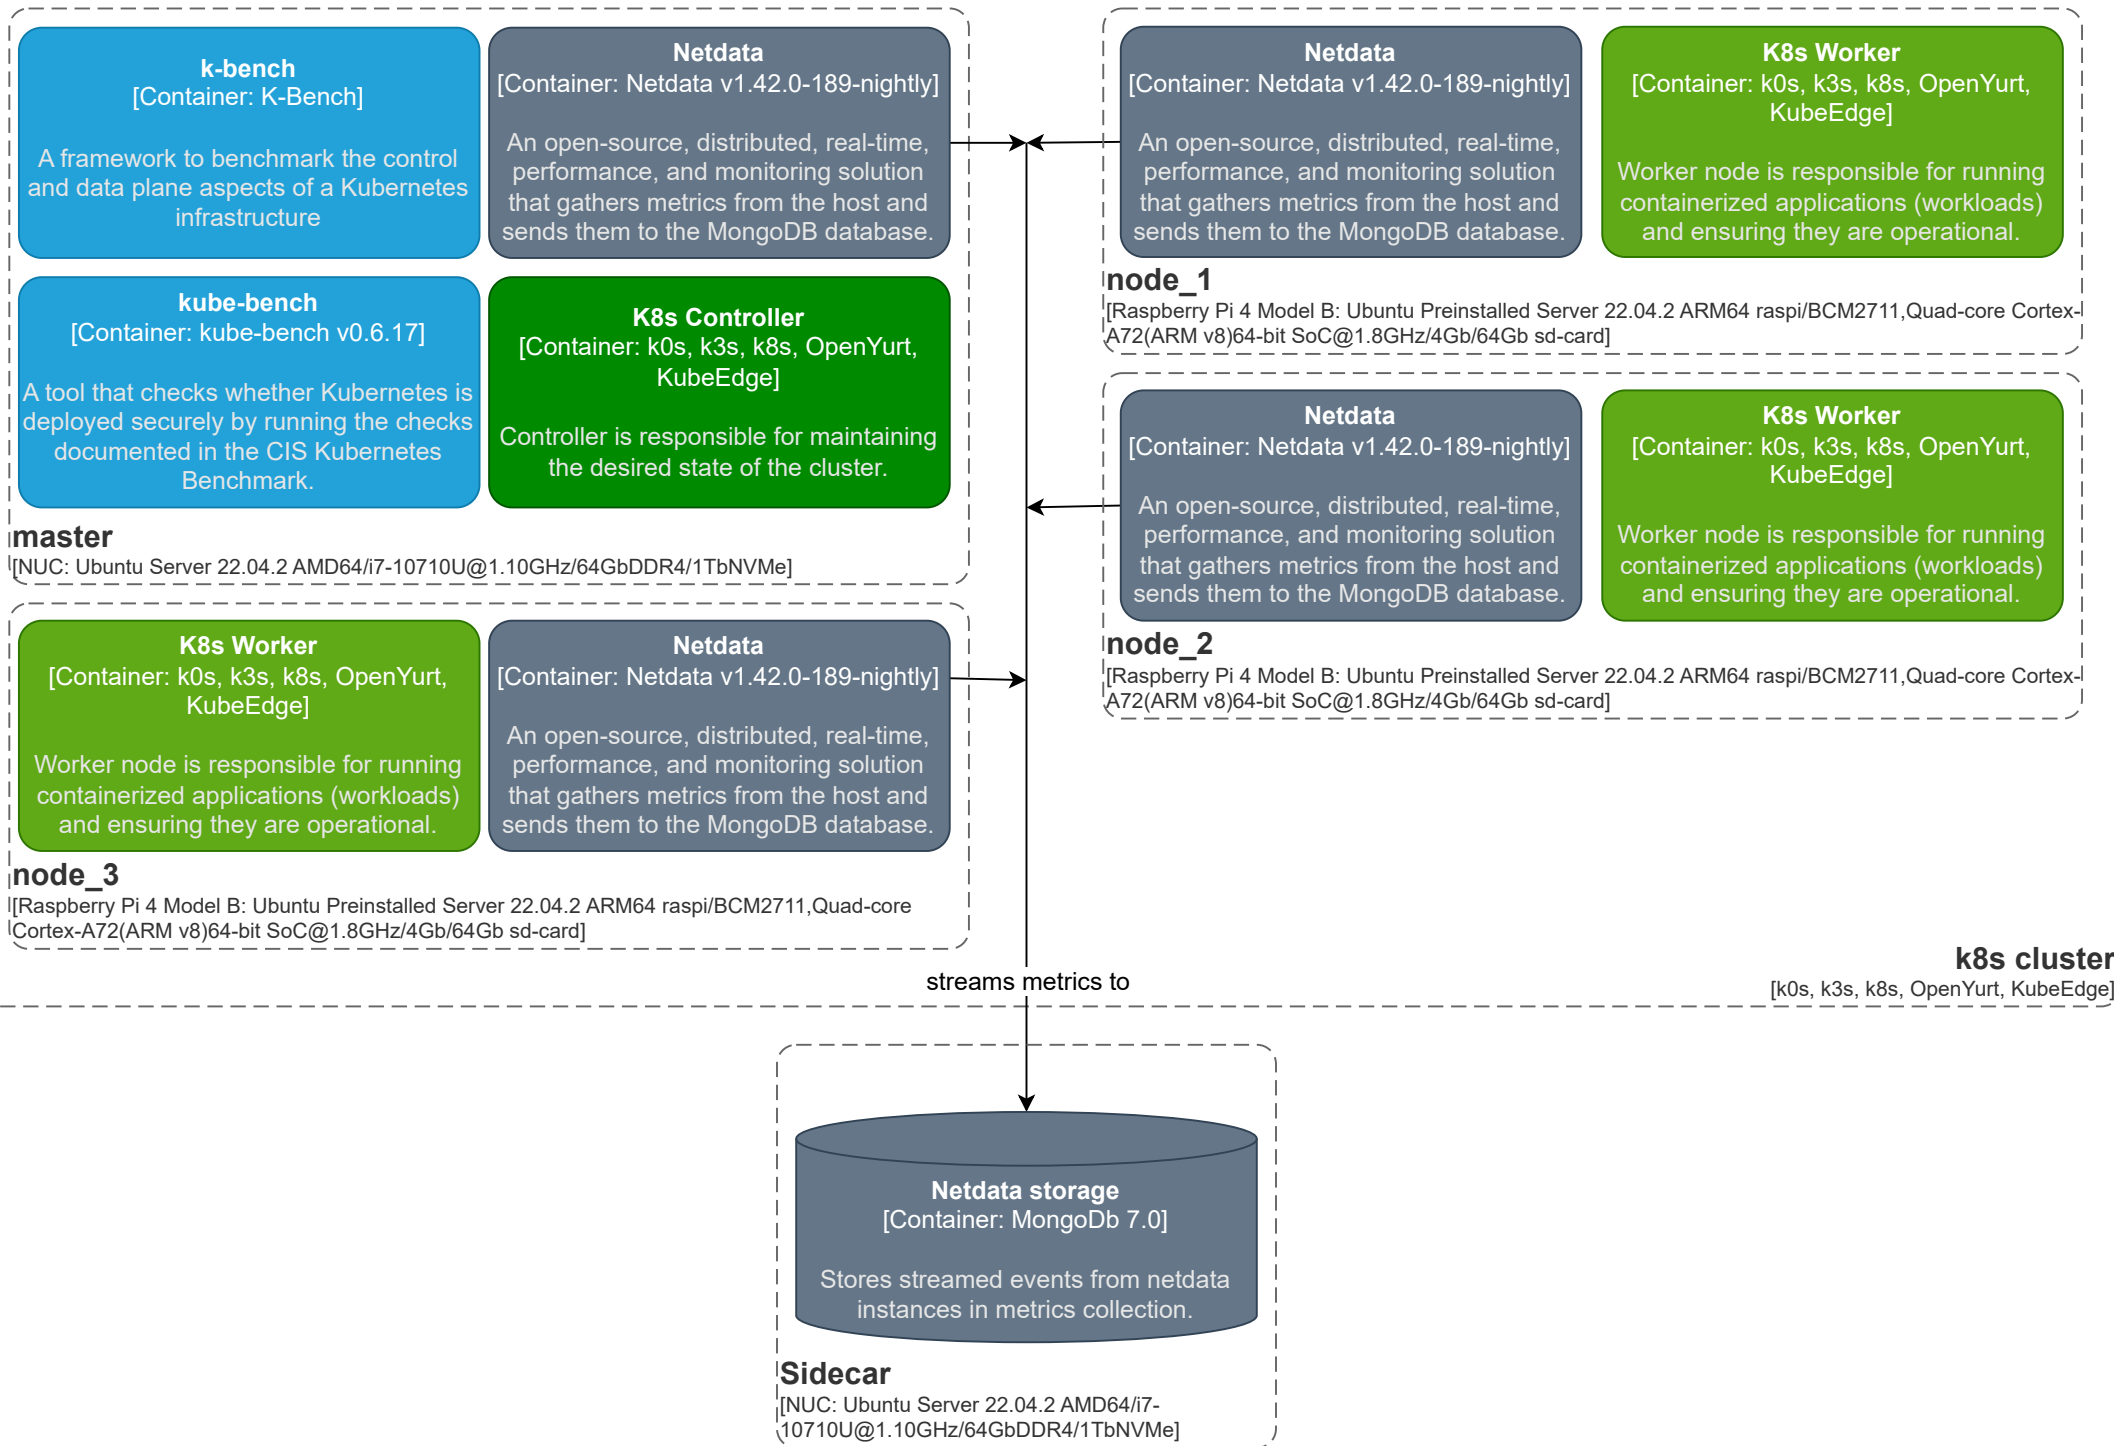 k-bench
[Container: K-Bench]
A framework to benchmark the control
and data plane aspects of a Kubernetes
infrastructure
Netdata
[Container: Netdata v1.42.0-189-nightly]
An open-source, distributed, real-time,
performance, and monitoring solution
that gathers metrics from the host and
sends them to the MongoDB database.
kube-bench
[Container: kube-bench v0.6.17]
A tool that checks whether Kubernetes is
deployed securely by running the checks
documented in the CIS Kubernetes
Benchmark.
K8s Controller
[Container: k0s, k3s, k8s, OpenYurt,
KubeEdge]
Controller is responsible for maintaining
the desired state of the cluster.
master
[NUC: Ubuntu Server 22.04.2 AMD64/i7-10710U@1.10GHz/64GbDDR4/1TbNVMe]
Netdata
[Container: Netdata v1.42.0-189-nightly]
An open-source, distributed, real-time,
performance, and monitoring solution
that gathers metrics from the host and
sends them to the MongoDB database.
K8s Worker
[Container: k0s, k3s, k8s, OpenYurt,
KubeEdge]
Worker node is responsible for running
containerized applications (workloads)
and ensuring they are operational.
node_1
[Raspberry Pi 4 Model B: Ubuntu Preinstalled Server 22.04.2 ARM64 raspi/BCM2711,Quad-core Cortex-
A72(ARM v8)64-bit SoC@1.8GHz/4Gb/64Gb sd-card]
Netdata
[Container: Netdata v1.42.0-189-nightly]
An open-source, distributed, real-time,
performance, and monitoring solution
that gathers metrics from the host and
sends them to the MongoDB database.
K8s Worker
[Container: k0s, k3s, k8s, OpenYurt,
KubeEdge]
Worker node is responsible for running
containerized applications (workloads)
and ensuring they are operational.
node_2
[Raspberry Pi 4 Model B: Ubuntu Preinstalled Server 22.04.2 ARM64 raspi/BCM2711,Quad-core Cortex-
A72(ARM v8)64-bit SoC@1.8GHz/4Gb/64Gb sd-card]
K8s Worker
[Container: k0s, k3s, k8s, OpenYurt,
KubeEdge]
Worker node is responsible for running
containerized applications (workloads)
and ensuring they are operational.
Netdata
[Container: Netdata v1.42.0-189-nightly]
An open-source, distributed, real-time,
performance, and monitoring solution
that gathers metrics from the host and
sends them to the MongoDB database.
node_3
[Raspberry Pi 4 Model B: Ubuntu Preinstalled Server 22.04.2 ARM64 raspi/BCM2711,Quad-core
Cortex-A72(ARM v8)64-bit SoC@1.8GHz/4Gb/64Gb sd-card]
streams metrics to
k8s cluster
[k0s, k3s, k8s, OpenYurt, KubeEdge]
Netdata storage
[Container: MongoDb 7.0]
Stores streamed events from netdata
instances in metrics collection.
Sidecar
[NUC: Ubuntu Server 22.04.2 AMD64/i7-
10710U@1.10GHz/64GbDDR4/1TbNVMe]